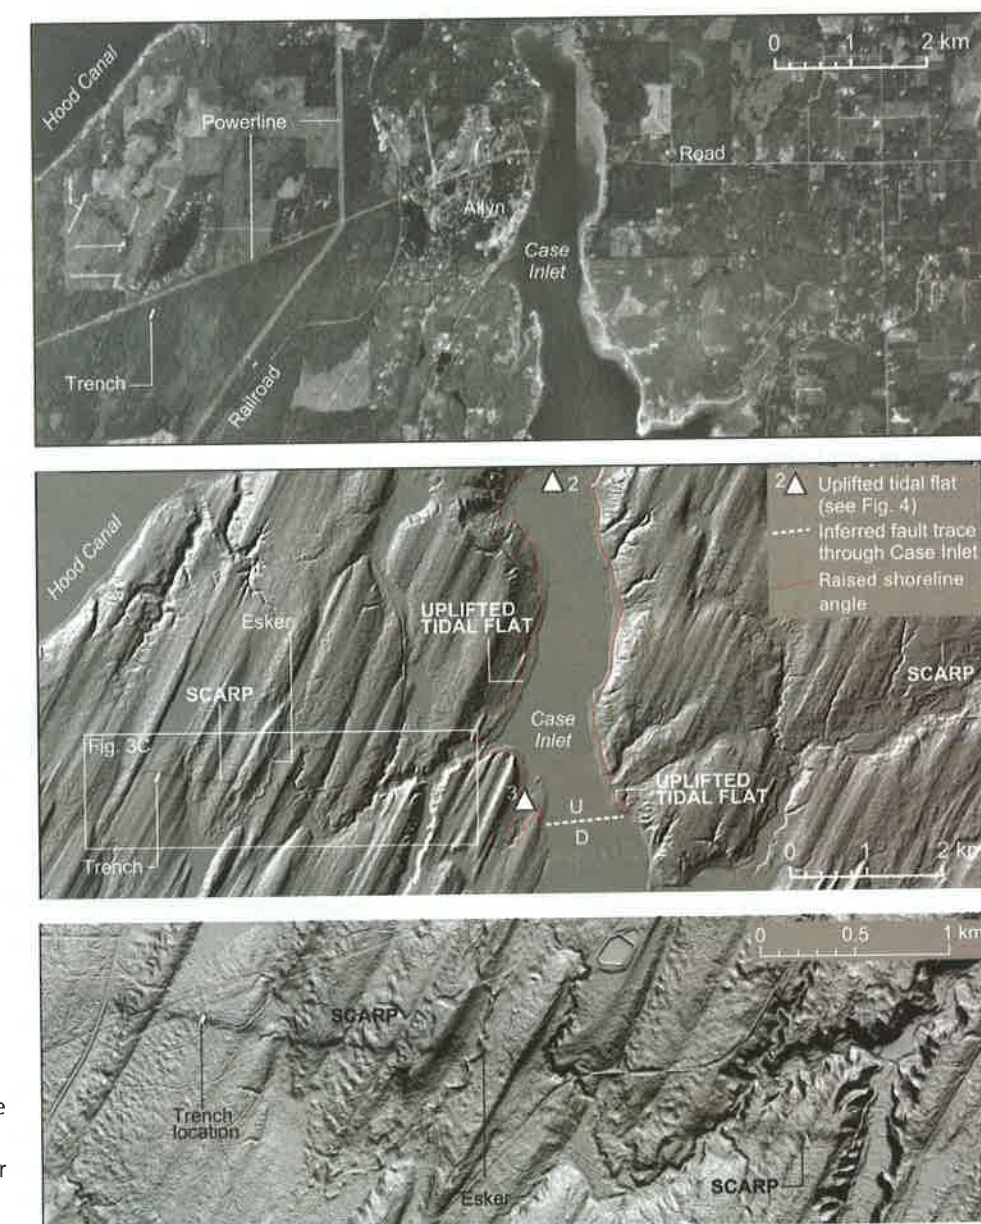 Hood Canal
Powerline
0 1 2 km
Road
Allyn
Case
Inlet
Trench
Railroad
Hood Canal
2
2 Uplifted tidal flat
(see Fig. 4)
Inferred fault trace
through Case Inlet
Raised shoreline
angle
Esker
UPLIFTED
TIDAL FLAT
SCARP
SCARP
Case
Inlet
Fig. 3C
3
U
D
UPLIFTED
TIDAL FLAT
Trench
0 1 2 km
0 0.5 1 km
SCARP
Trench
location
Esker
SCARP